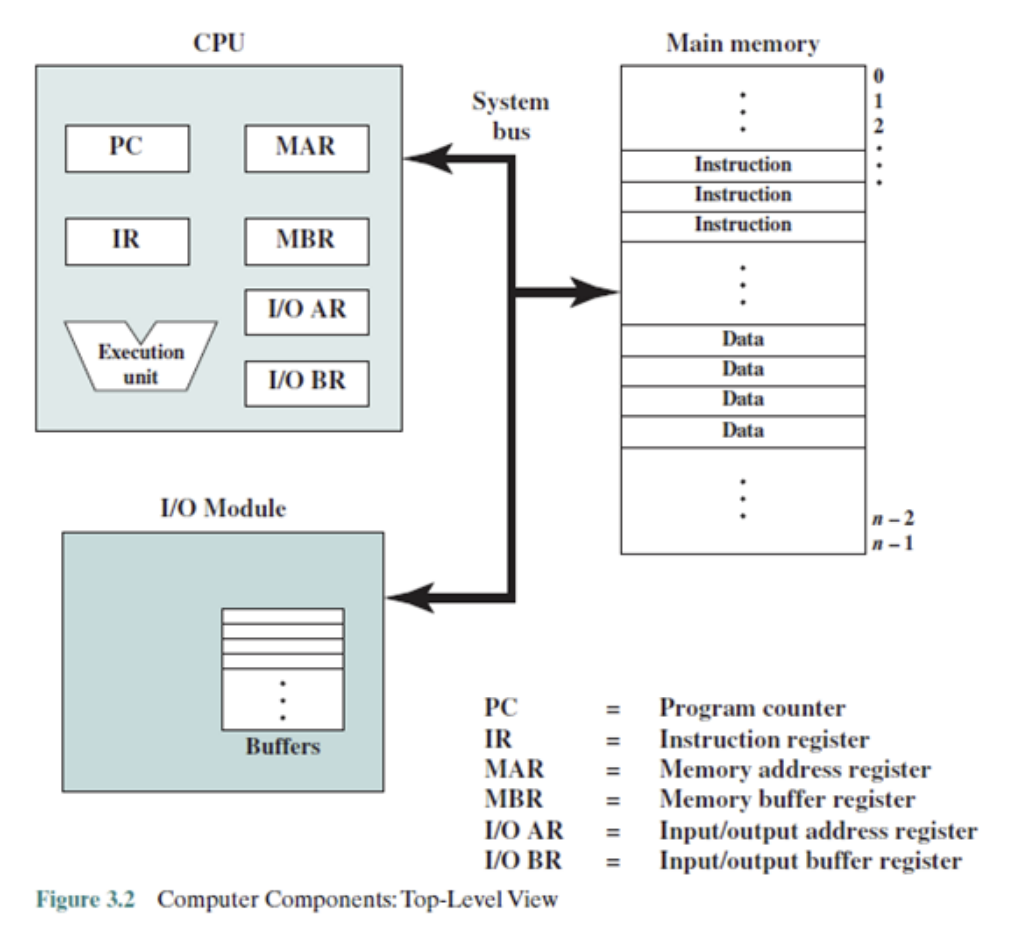 CPU
PC
MAR
IR
MBR
I/O AR
I/O BR
Execution
unit
System
bus
Main memory
0
1
2
Instruction
Instruction
Instruction
Data
Data
Data
Data
n – 2
n – 1
I/O Module
Buffers
PC = Program counter
IR = Instruction register
MAR = Memory address register
MBR = Memory buffer register
I/O AR = Input/output address register
I/O BR = Input/output buffer register
Figure 3.2 Computer Components: Top-Level View